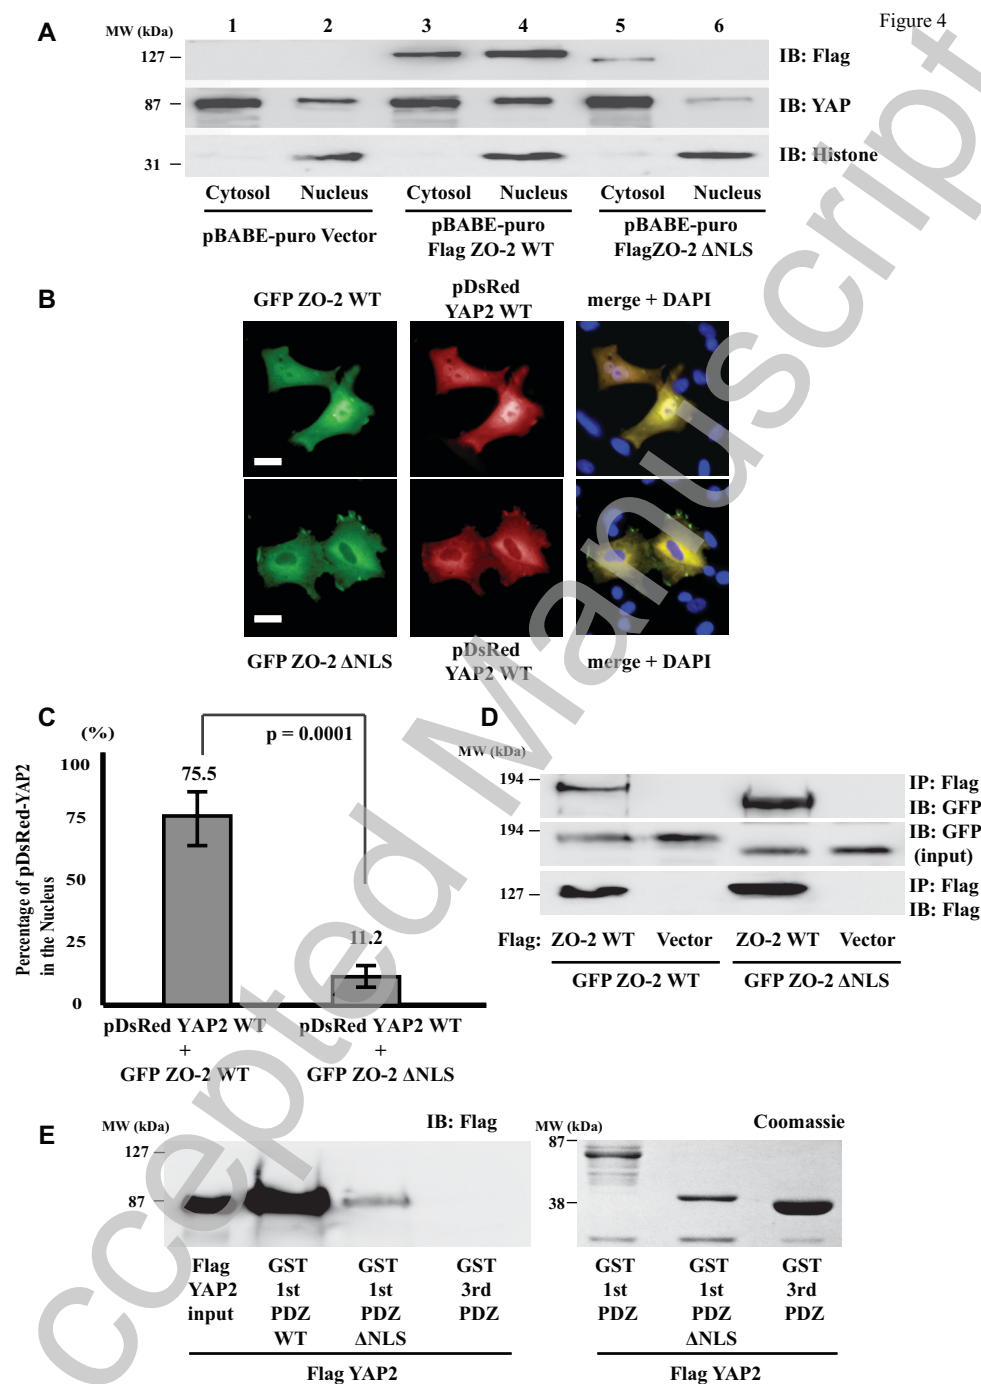 Figure 4
A
MW (kDa)
1 2 3 4 5 6
127
IB: Flag
87
IB: YAP
31
IB: Histone
Cytosol Nucleus Cytosol Nucleus Cytosol Nucleus
pBABE-puro Vector
pBABE-puro
Flag ZO-2 WT
pBABE-puro
FlagZO-2 ΔNLS
B
GFP ZO-2 WT
pDsRed
YAP2 WT
merge + DAPI
GFP ZO-2 ΔNLS
pDsRed
YAP2 WT
merge + DAPI
C
(%)
p = 0.0001
100
75
50
25
0
75.5
11.2
Percentage of pDsRed-YAP2
in the Nucleus
pDsRed YAP2 WT
+
GFP ZO-2 WT
pDsRed YAP2 WT
+
GFP ZO-2 ΔNLS
D
MW (kDa)
194
IP: Flag
IB: GFP
194
IB: GFP
(input)
127
IP: Flag
IB: Flag
Flag: ZO-2 WT Vector ZO-2 WT Vector
GFP ZO-2 WT GFP ZO-2 ΔNLS
E
MW (kDa)
IB: Flag
127
87
Flag
YAP2
input
GST
1st
PDZ
WT
GST
1st
PDZ
ΔNLS
GST
3rd
PDZ
Flag YAP2
MW (kDa)
Coomassie
87
38
GST
1st
PDZ
GST
1st
PDZ
ΔNLS
GST
3rd
PDZ
Flag YAP2
ccepted Manuscript